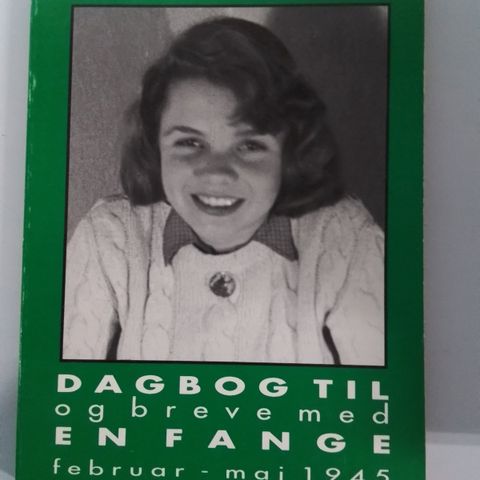 DAGBOG TIL
og breve med
EN FANGE
februar - maj 1945